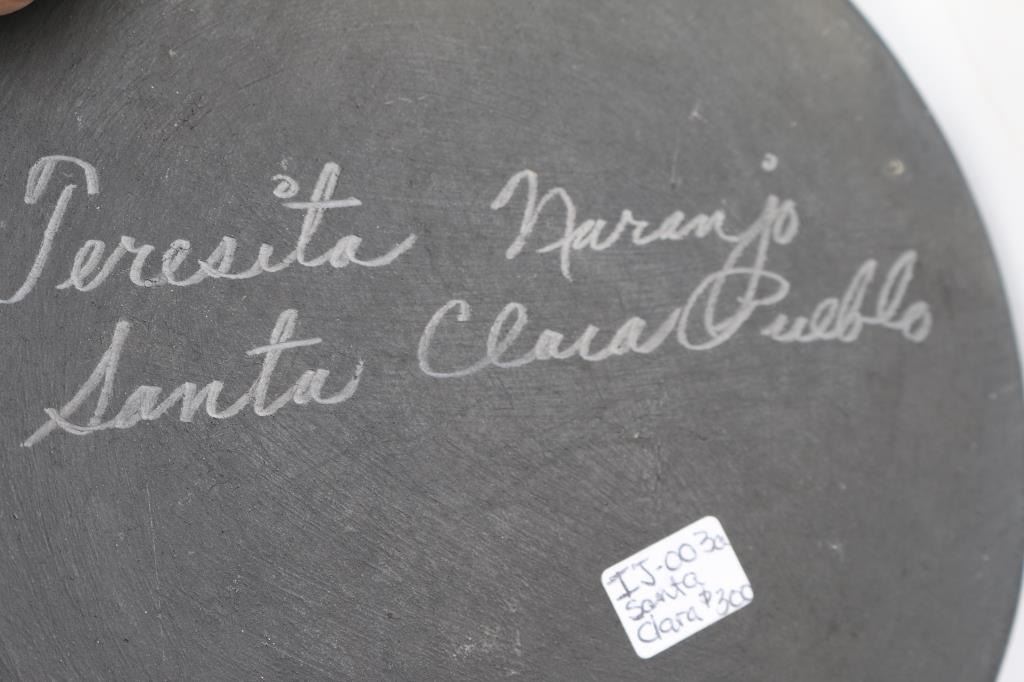 Teresita Naranjo
Santa Clara Pueblo
IJ-003a
Santa
Clara $300